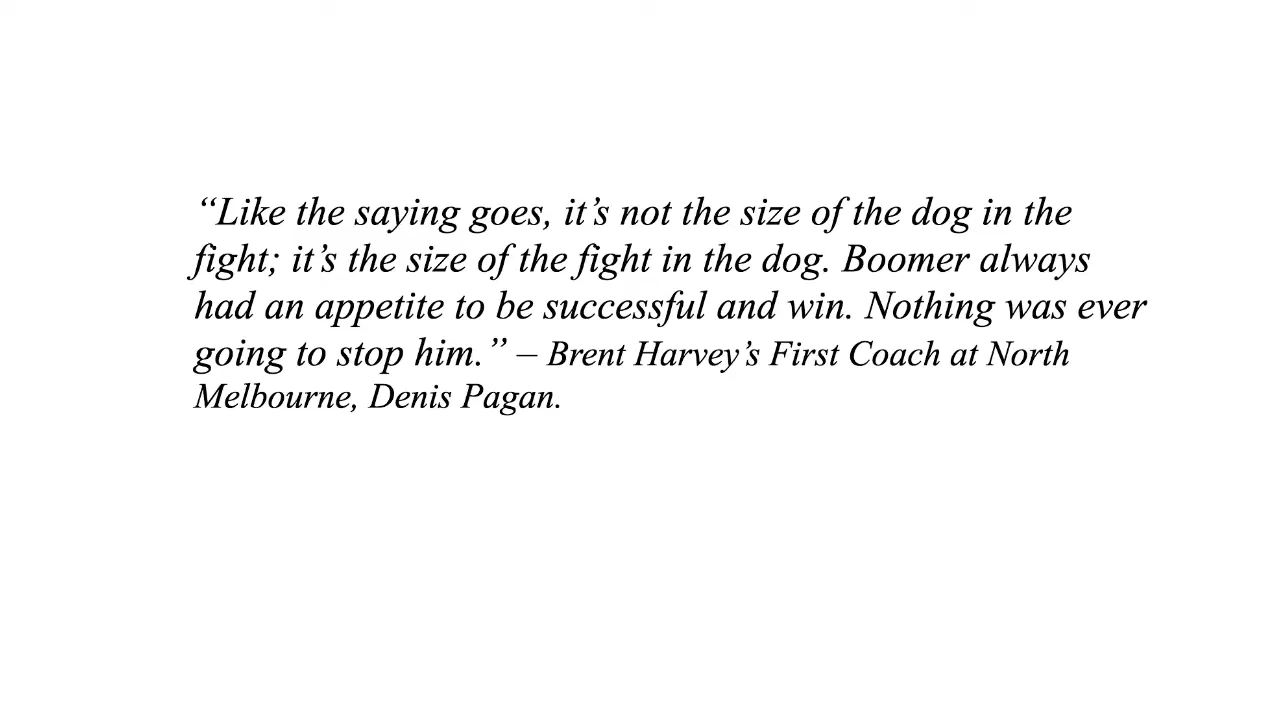 “Like the saying goes, it’s not the size of the dog in the
fight; it’s the size of the fight in the dog. Boomer always
had an appetite to be successful and win. Nothing was ever
going to stop him.” – Brent Harvey’s First Coach at North
Melbourne, Denis Pagan.